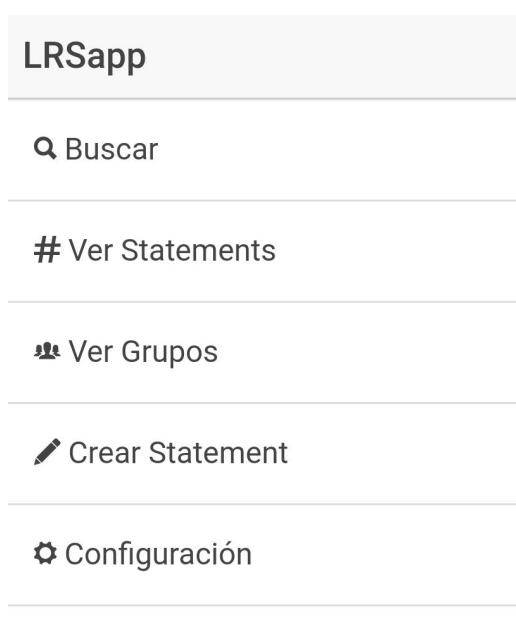 LRSapp
Buscar
# Ver Statements
Ver Grupos
Crear Statement
Configuración